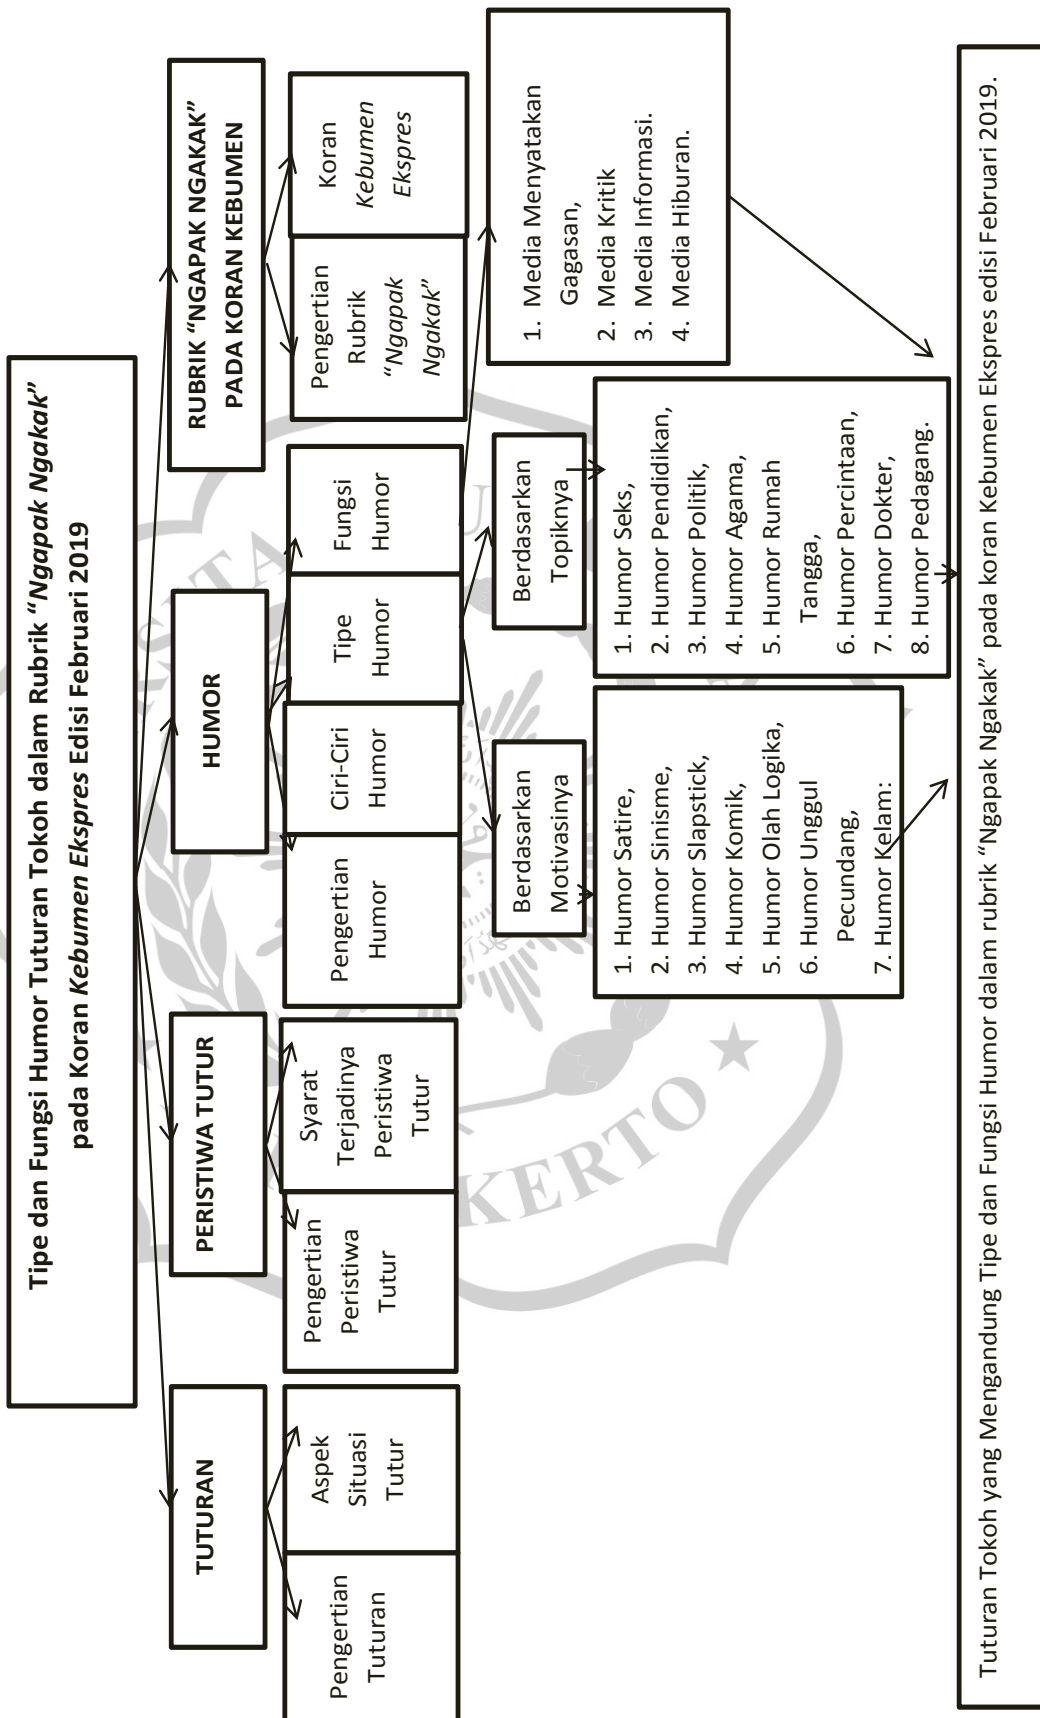 Tipe dan Fungsi Humor Tuturan Tokoh dalam Rubrik “Ngapak Ngakak”
pada Koran Kebumen Ekspres Edisi Februari 2019
TUTURAN
PERISTIWA TUTUR
HUMOR
RUBRIK “NGAPAK NGAKAK”
PADA KORAN KEBUMEN
Pengertian
Tuturan
Aspek
Situasi
Tutur
Pengertian
Peristiwa
Tutur
Syarat
Terjadinya
Peristiwa
Tutur
Pengertian
Humor
Ciri-Ciri
Humor
Tipe
Humor
Fungsi
Humor
Pengertian
Rubrik
“Ngapak
Ngakak”
Koran
Kebumen
Ekspres
Berdasarkan
Motivasinya
Berdasarkan
Topiknya
1. Media Menyatakan
Gagasan,
2. Media Kritik
3. Media Informasi.
4. Media Hiburan.
1. Humor Satire,
2. Humor Sinisme,
3. Humor Slapstick,
4. Humor Komik,
5. Humor Olah Logika,
6. Humor Unggul
Pecundang,
7. Humor Kelam:
1. Humor Seks,
2. Humor Pendidikan,
3. Humor Politik,
4. Humor Agama,
5. Humor Rumah
Tangga,
6. Humor Percintaan,
7. Humor Dokter,
8. Humor Pedagang.
Tuturan Tokoh yang Mengandung Tipe dan Fungsi Humor dalam rubrik “Ngapak Ngakak” pada koran Kebumen Ekspres edisi Februari 2019.
KERTO